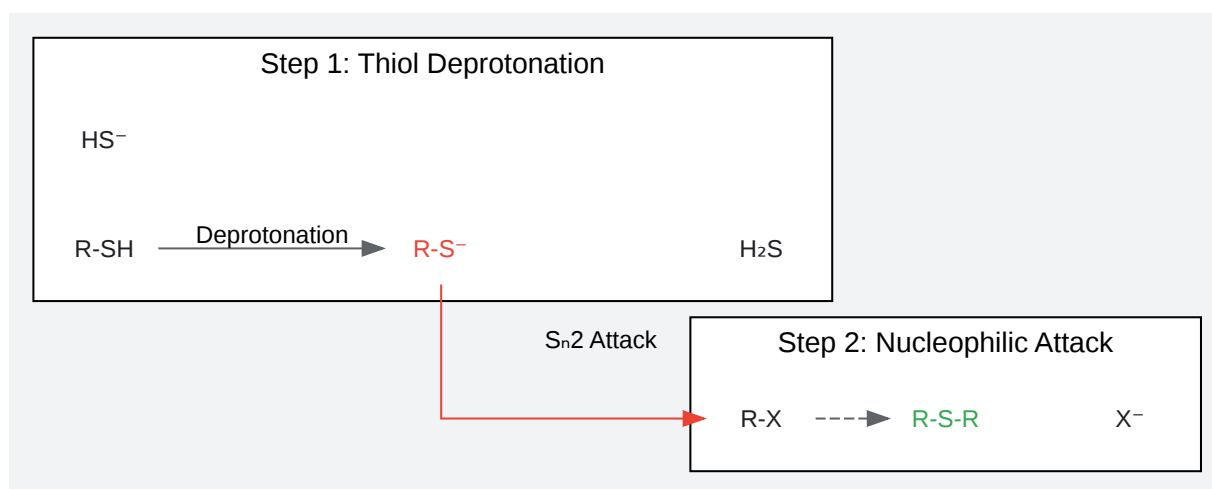 Step 1: Thiol Deprotonation
HS⁻
R-SH
Deprotonation
R-S⁻
H₂S
Sₙ2 Attack
Step 2: Nucleophilic Attack
R-X
R-S-R
X⁻